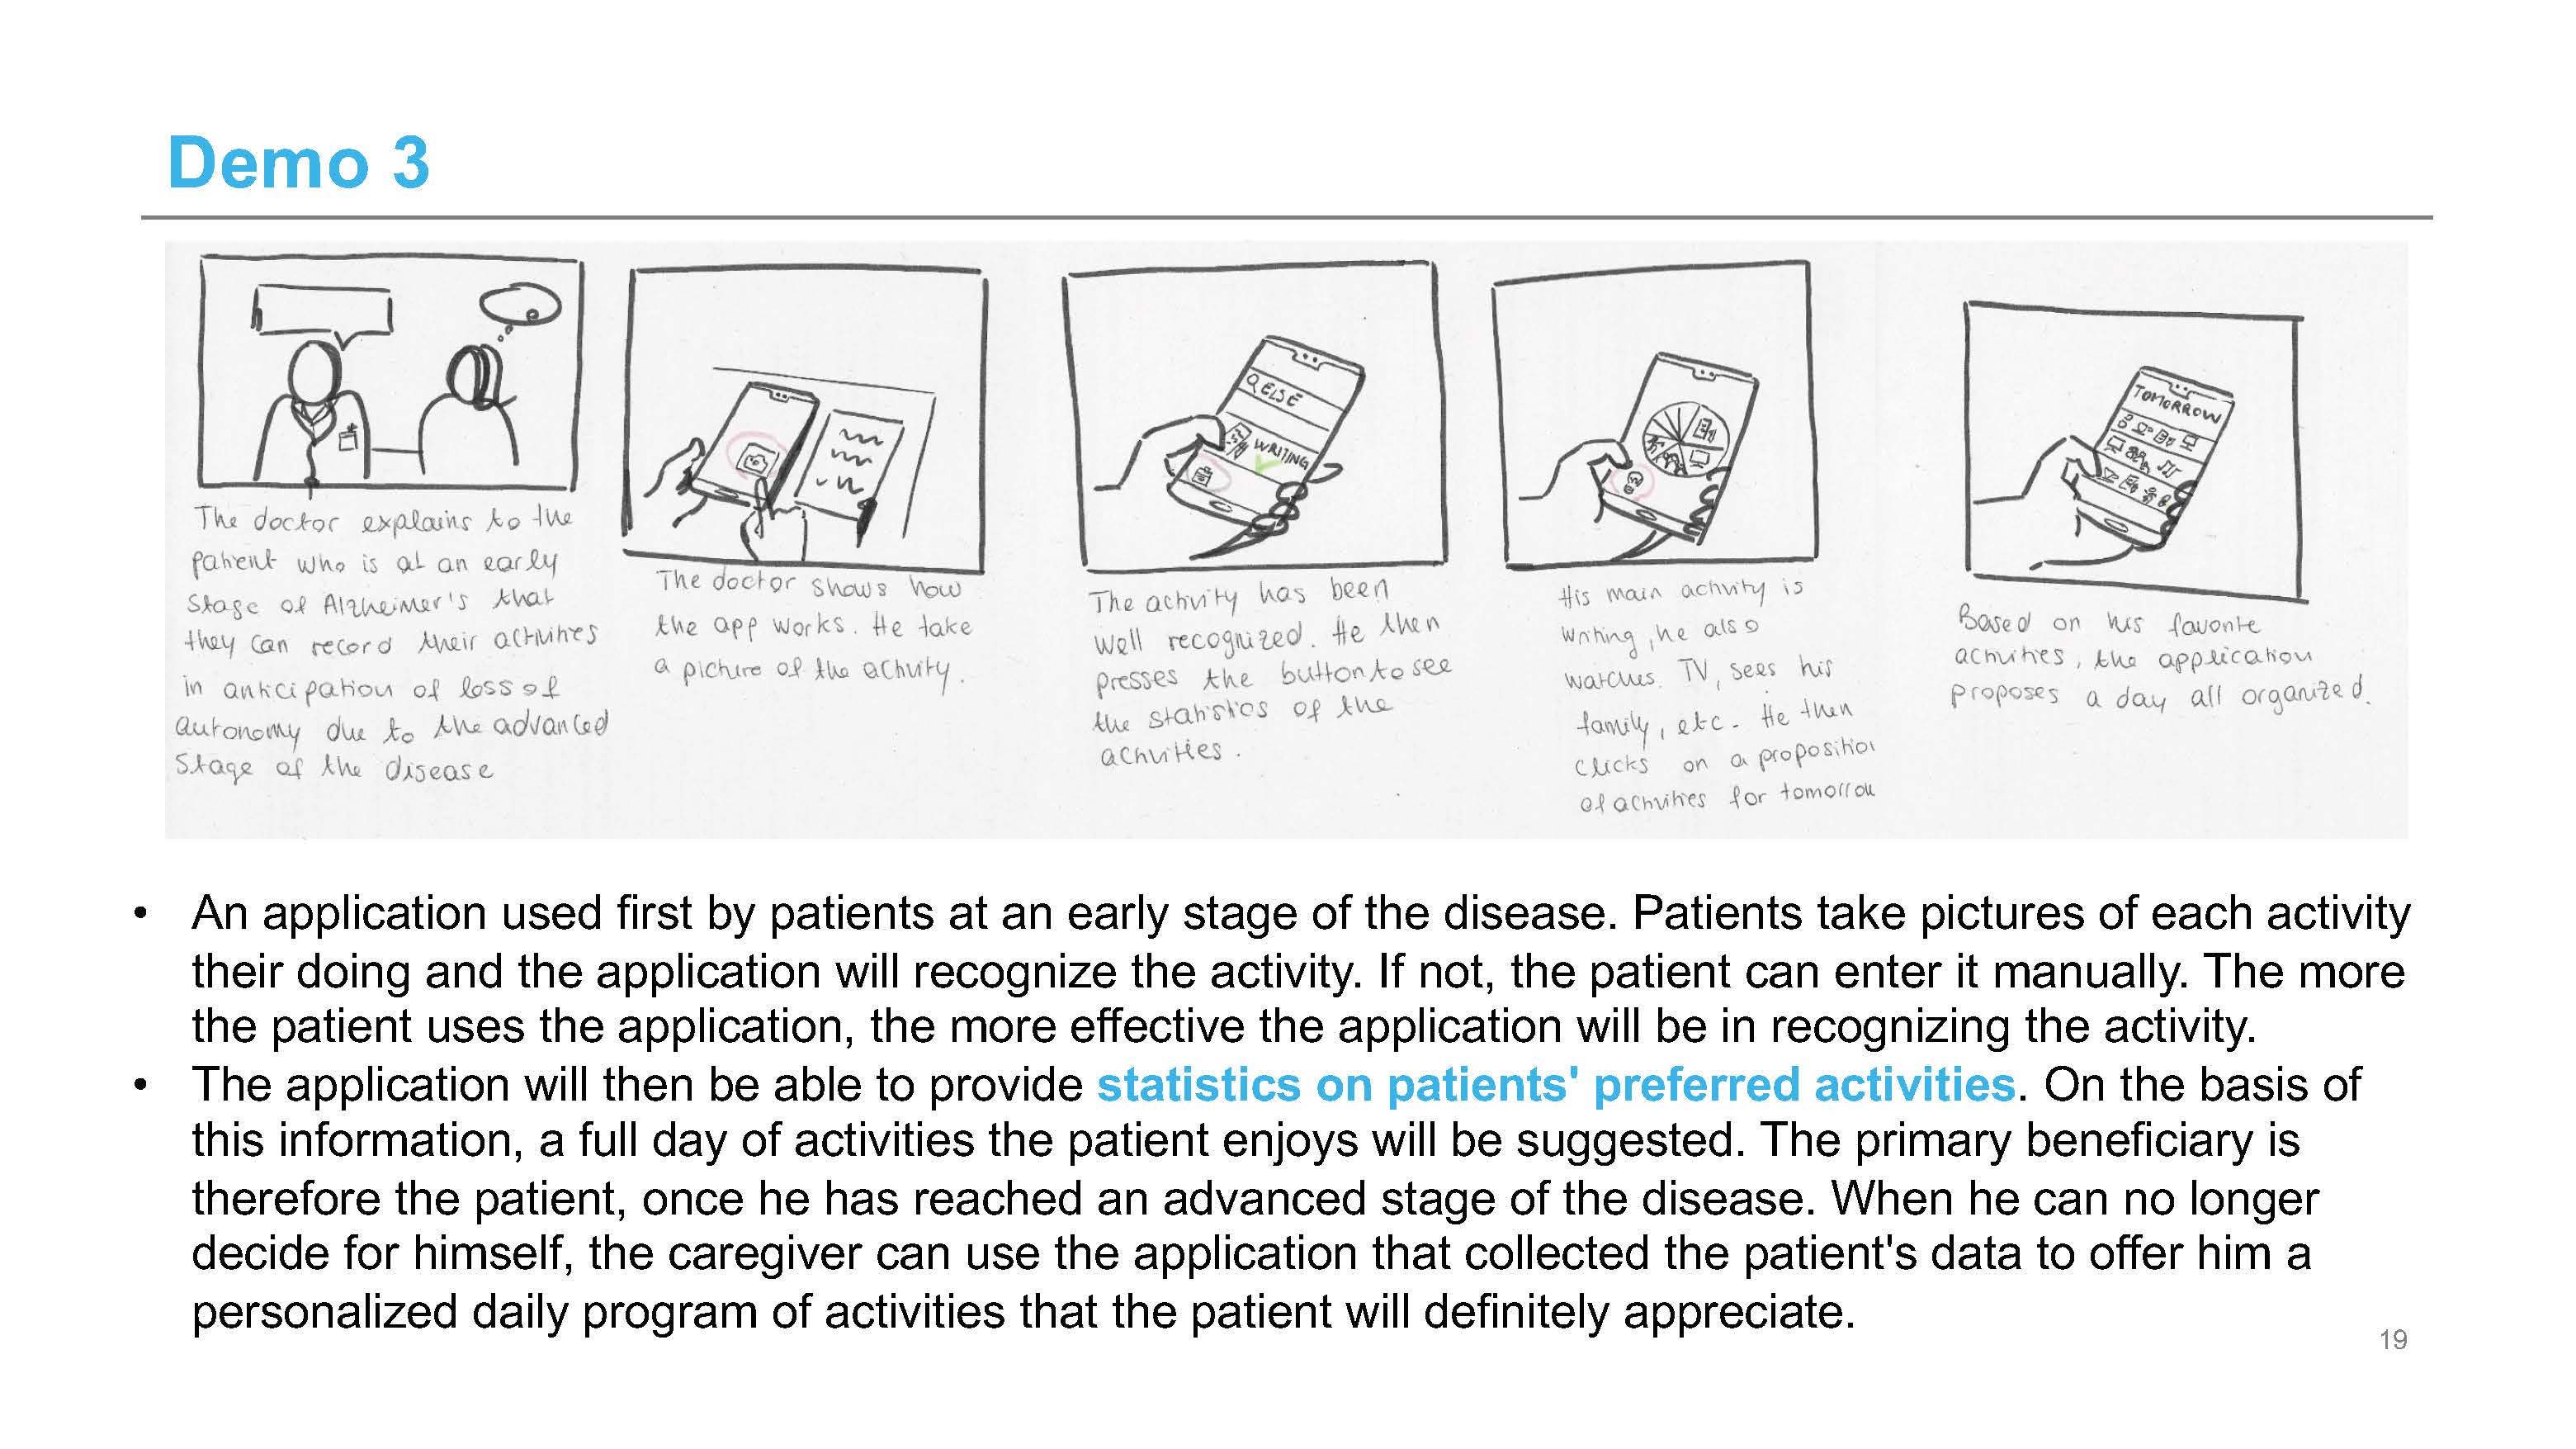 Demo 3
The doctor explains to the
patient who is at an early
stage of Alzheimer's that
they can record their activities
in anticipation of loss of
autonomy due to the advanced
stage of the disease
The doctor shows how
the app works. He take
a picture of the activity.
ELSE
WRITING
The activity has been
well recognized. He then
presses the button to see
the statistics of the
activities.
His main activity is
writing, he also
watches TV, sees his
family, etc. He then
clicks on a proposition
of activities for tomorrow
TOMORROW
Based on his favorite
activities, the application
proposes a day all organized.
• An application used first by patients at an early stage of the disease. Patients take pictures of each activity
their doing and the application will recognize the activity. If not, the patient can enter it manually. The more
the patient uses the application, the more effective the application will be in recognizing the activity.
• The application will then be able to provide statistics on patients' preferred activities. On the basis of
this information, a full day of activities the patient enjoys will be suggested. The primary beneficiary is
therefore the patient, once he has reached an advanced stage of the disease. When he can no longer
decide for himself, the caregiver can use the application that collected the patient's data to offer him a
personalized daily program of activities that the patient will definitely appreciate.
19